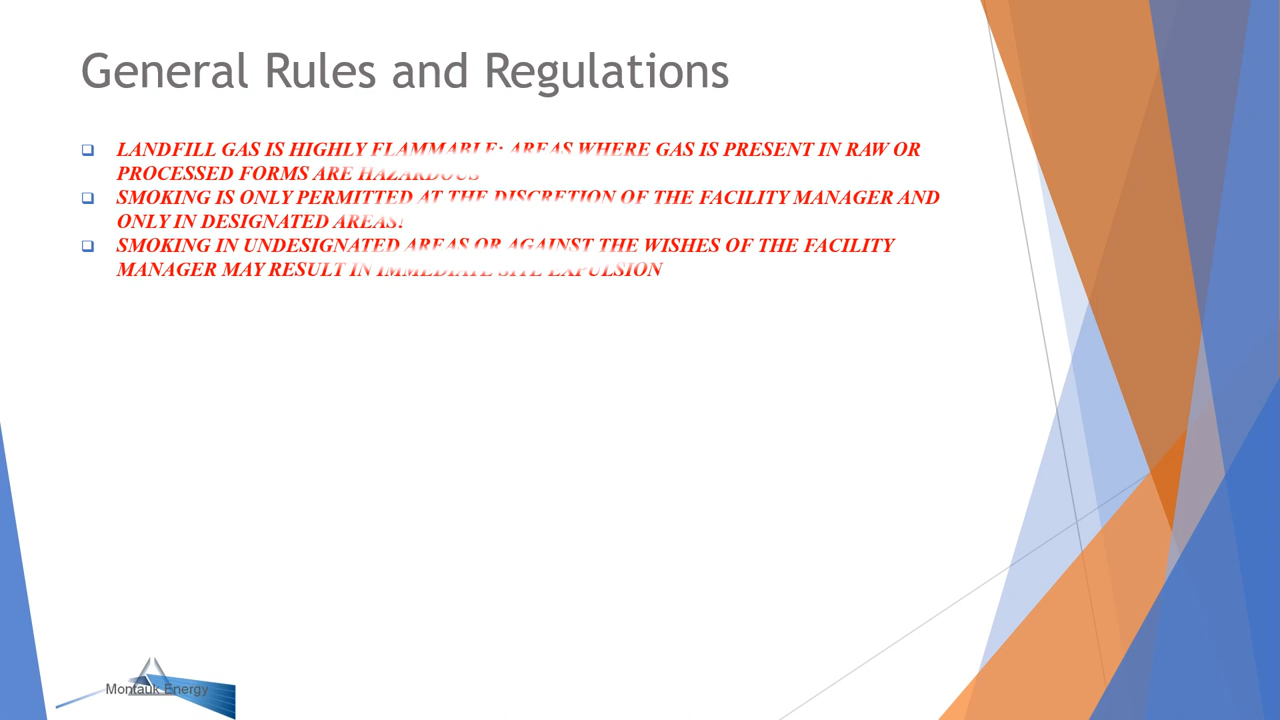 General Rules and Regulations
LANDFILL GAS IS HIGHLY FLAMMABLE; AREAS WHERE GAS IS PRESENT IN RAW OR
PROCESSED FORMS ARE HAZARDOUS
SMOKING IS ONLY PERMITTED AT THE DISCRETION OF THE FACILITY MANAGER AND
ONLY IN DESIGNATED AREAS!
SMOKING IN UNDESIGNATED AREAS OR AGAINST THE WISHES OF THE FACILITY
MANAGER MAY RESULT IN IMMEDIATE SITE EXPULSION
Montauk Energy